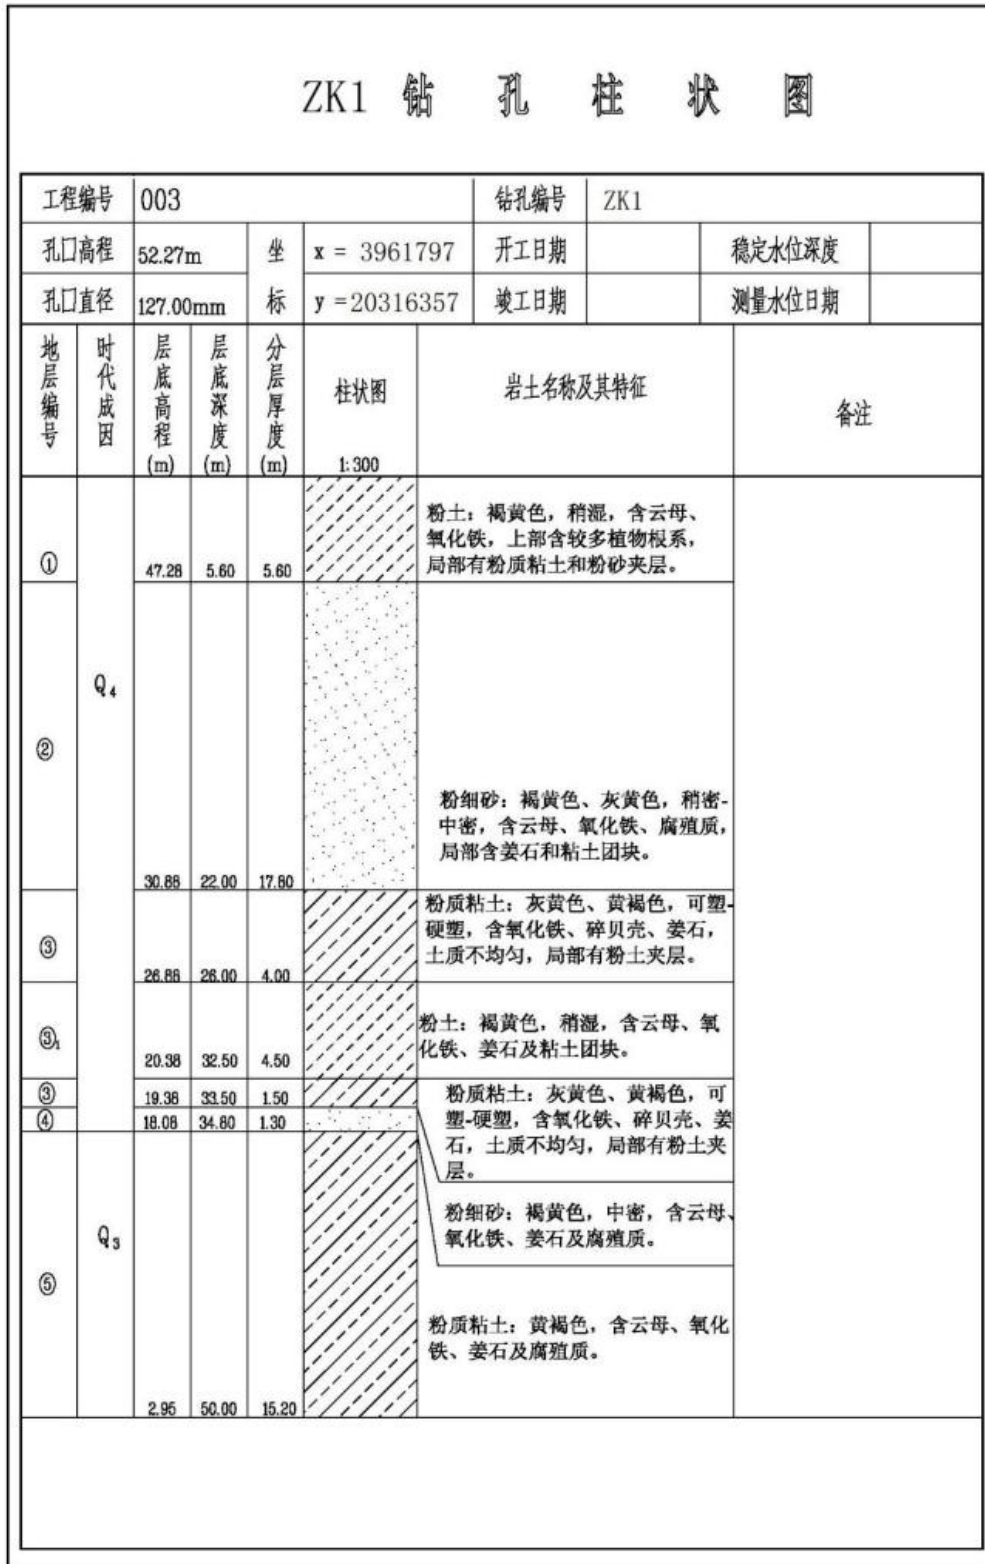 ZK1 钻 孔 柱 状 图
工程编号 003 钻孔编号 ZK1
孔口高程 52.27m 坐 x = 3961797 开工日期 稳定水位深度
孔口直径 127.00mm 标 y =20316357 竣工日期 测量水位日期
地层编号 时代成因 层底高程(m) 层底深度(m) 分层厚度(m) 柱状图 1:300 岩土名称及其特征 备注
粉土：褐黄色，稍湿，含云母、
氧化铁，上部含较多植物根系，
局部有粉质粘土和粉砂夹层。
① 47.28 5.60 5.60
Q4
②
粉细砂：褐黄色、灰黄色，稍密-
中密，含云母、氧化铁、腐殖质，
局部含姜石和粘土团块。
30.88 22.00 17.60
粉质粘土：灰黄色、黄褐色，可塑-
硬塑，含氧化铁、碎贝壳、姜石，
土质不均匀，局部有粉土夹层。
③ 26.88 26.00 4.00
粉土：褐黄色，稍湿，含云母、氧
化铁、姜石及粘土团块。
③1 20.38 32.50 4.50
③ 19.38 33.50 1.50
④ 18.08 34.80 1.30
粉质粘土：灰黄色、黄褐色，可
塑-硬塑，含氧化铁、碎贝壳、姜
石，土质不均匀，局部有粉土夹
层。
粉细砂：褐黄色，中密，含云母、
氧化铁、姜石及腐殖质。
Q3
⑤
粉质粘土：黄褐色，含云母、氧化
铁、姜石及腐殖质。
2.95 50.00 15.20